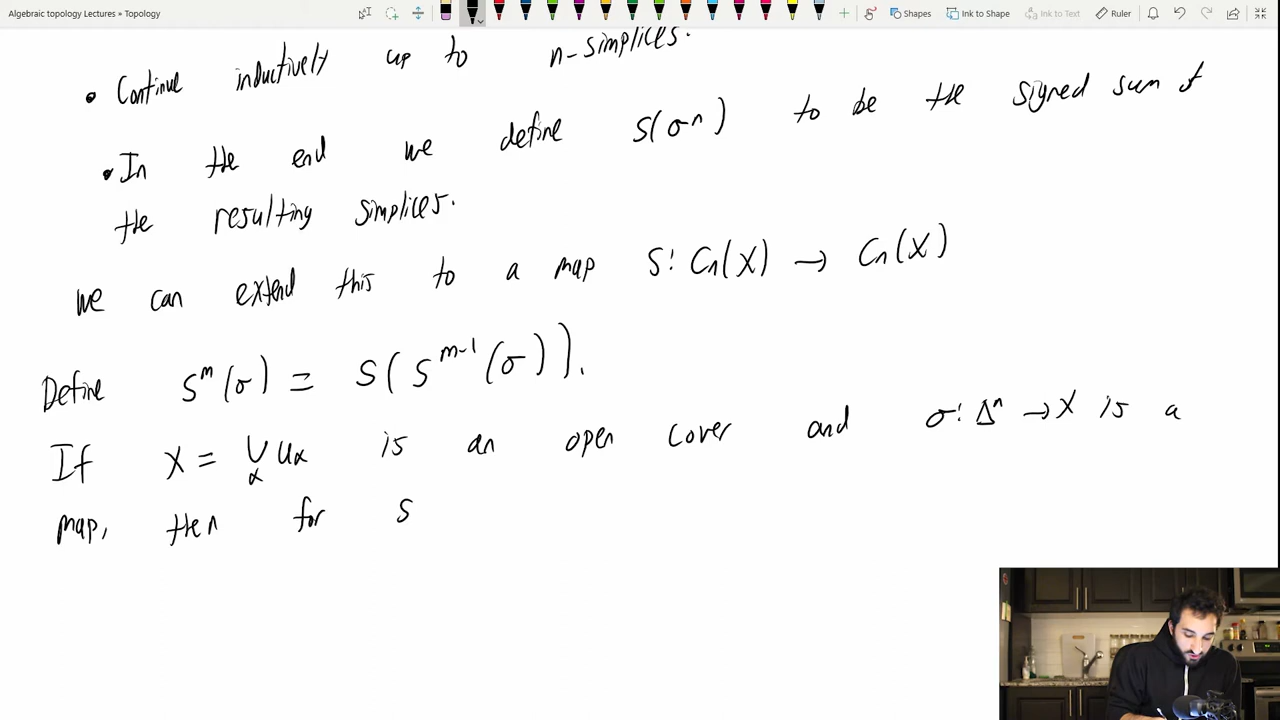 Algebraic topology Lectures » Topology
Shapes Ink to Shape Ink to Text Ruler
• Continue inductively up to n-simplices.
• In the end we define S(σⁿ) to be the signed sum of
the resulting simplices.
We can extend this to a map S: Cn(X) → Cn(X)
Define Sᵐ(σ) = S(Sᵐ⁻¹(σ)).
If X = ∪_α Uα is an open cover and σ: Δⁿ → X is a
map, then for S